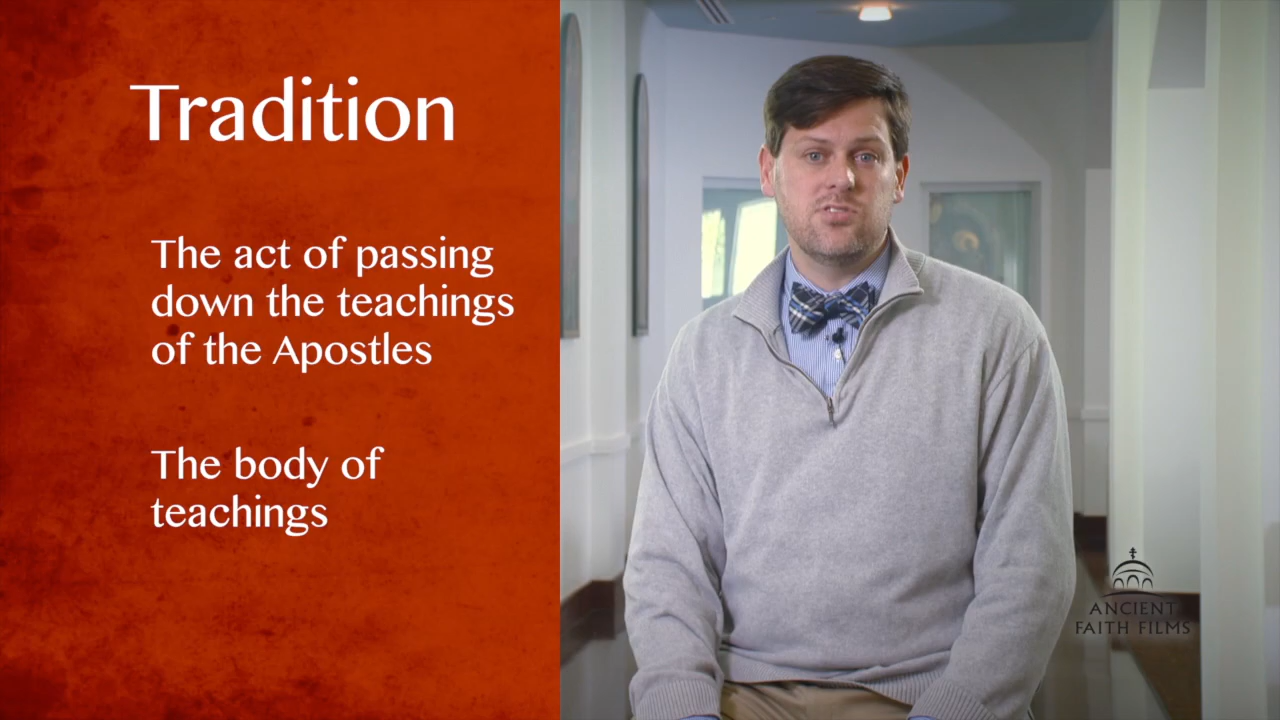 Tradition
The act of passing
down the teachings
of the Apostles
The body of
teachings
ANCIENT
FAITH FILMS